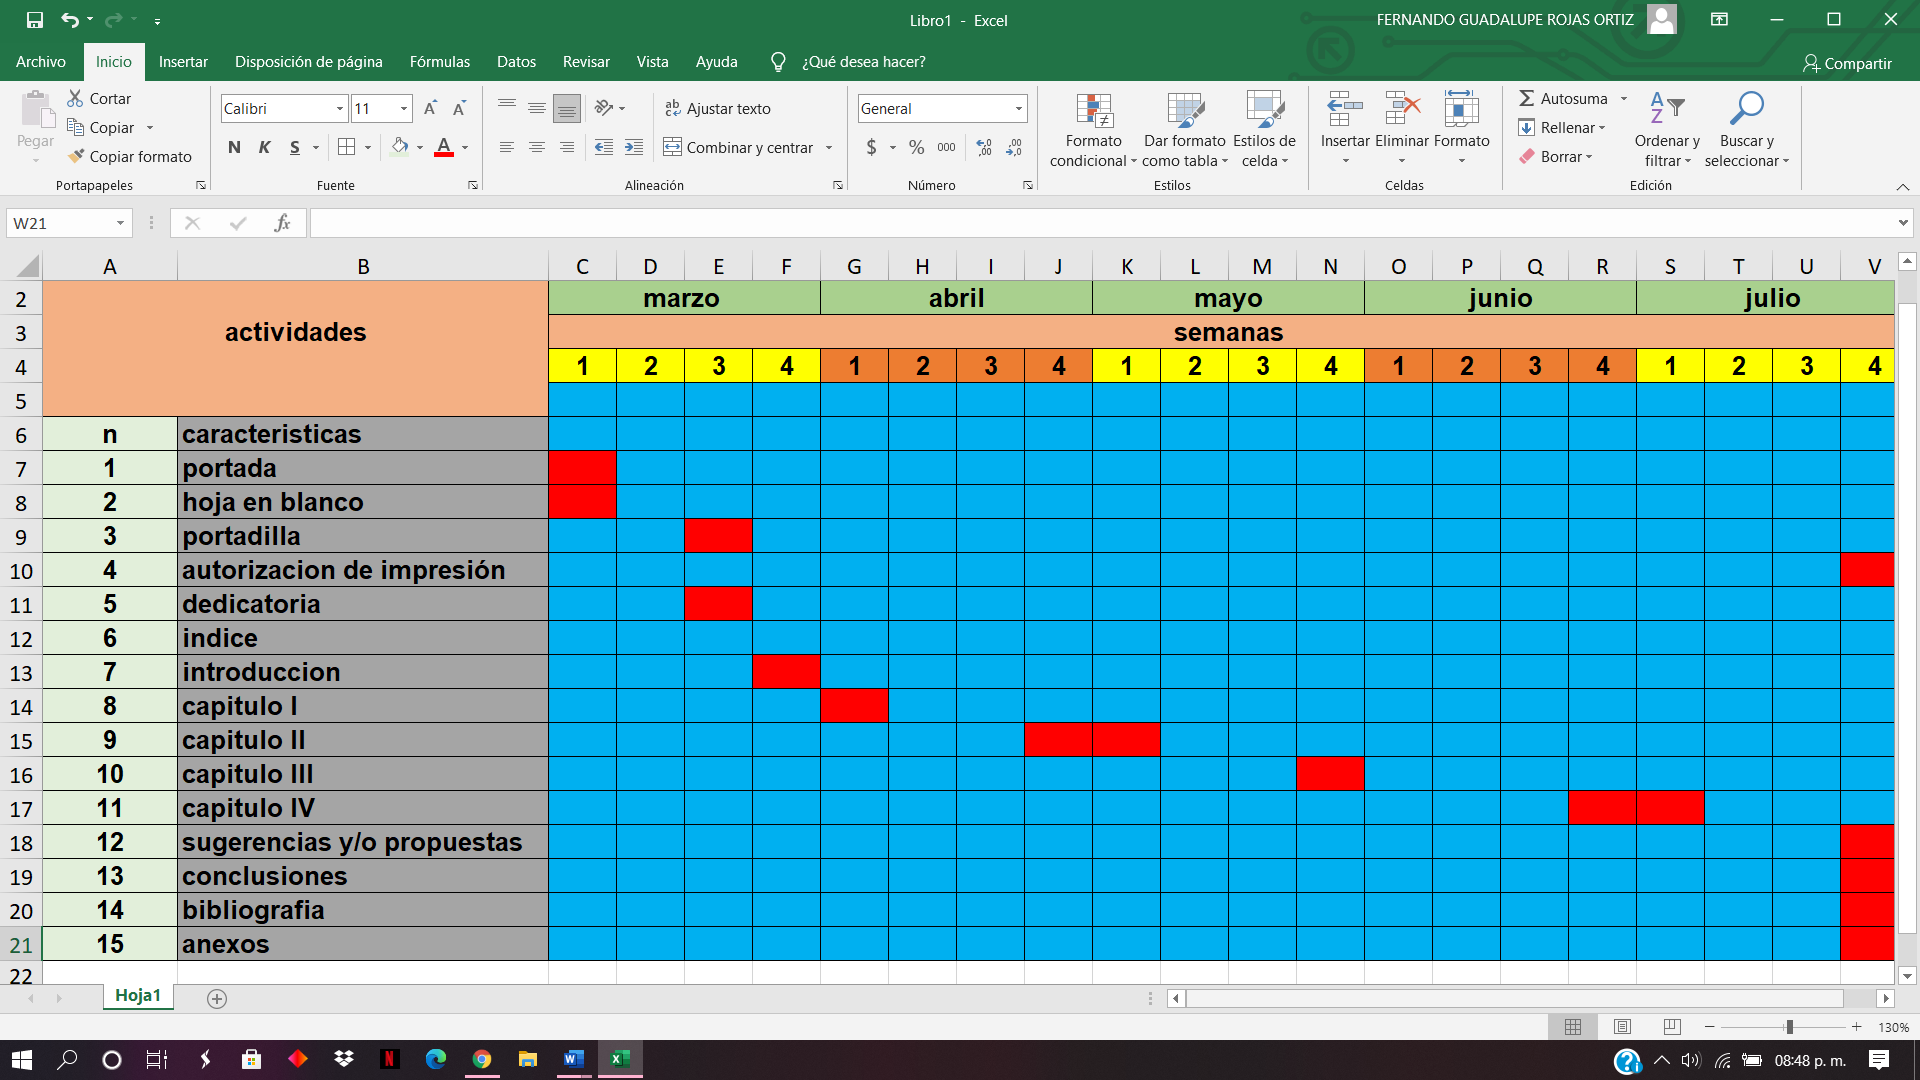 Libro1 - Excel
FERNANDO GUADALUPE ROJAS ORTIZ
Archivo Inicio Insertar Disposición de página Fórmulas Datos Revisar Vista Ayuda ¿Qué desea hacer? Compartir
Pegar
Cortar
Copiar
Copiar formato
Portapapeles
Calibri 11
N K S
Fuente
Ajustar texto
Combinar y centrar
Alineación
General
$ % 000
Número
Formato condicional
Dar formato como tabla
Estilos de celda
Estilos
Insertar Eliminar Formato
Celdas
Autosuma
Rellenar
Borrar
Ordenar y filtrar
Buscar y seleccionar
Edición
W21 fx
A B C D E F G H I J K L M N O P Q R S T U V
2 marzo abril mayo junio julio
3 actividades semanas
4 1 2 3 4 1 2 3 4 1 2 3 4 1 2 3 4 1 2 3 4
5
6 n caracteristicas
7 1 portada
8 2 hoja en blanco
9 3 portadilla
10 4 autorizacion de impresión
11 5 dedicatoria
12 6 indice
13 7 introduccion
14 8 capitulo I
15 9 capitulo II
16 10 capitulo III
17 11 capitulo IV
18 12 sugerencias y/o propuestas
19 13 conclusiones
20 14 bibliografia
21 15 anexos
22
Hoja1
130%
08:48 p. m.